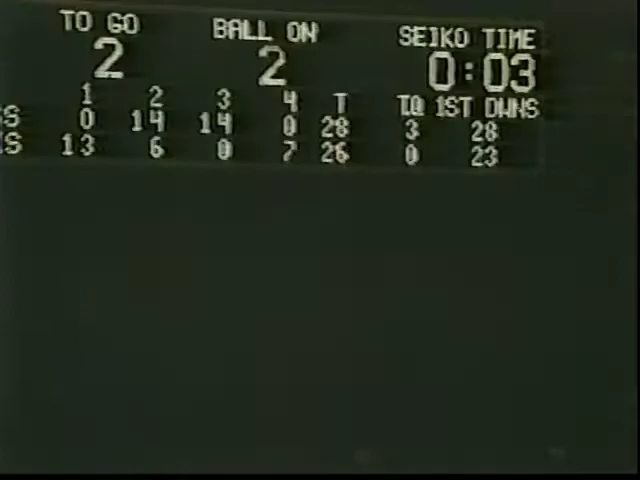 TO GO BALL ON SEIKO TIME
2 2 0:03
1 2 3 4 T TO 1ST DWNS
S 0 14 14 0 28 3 28
S 13 6 0 7 26 0 23